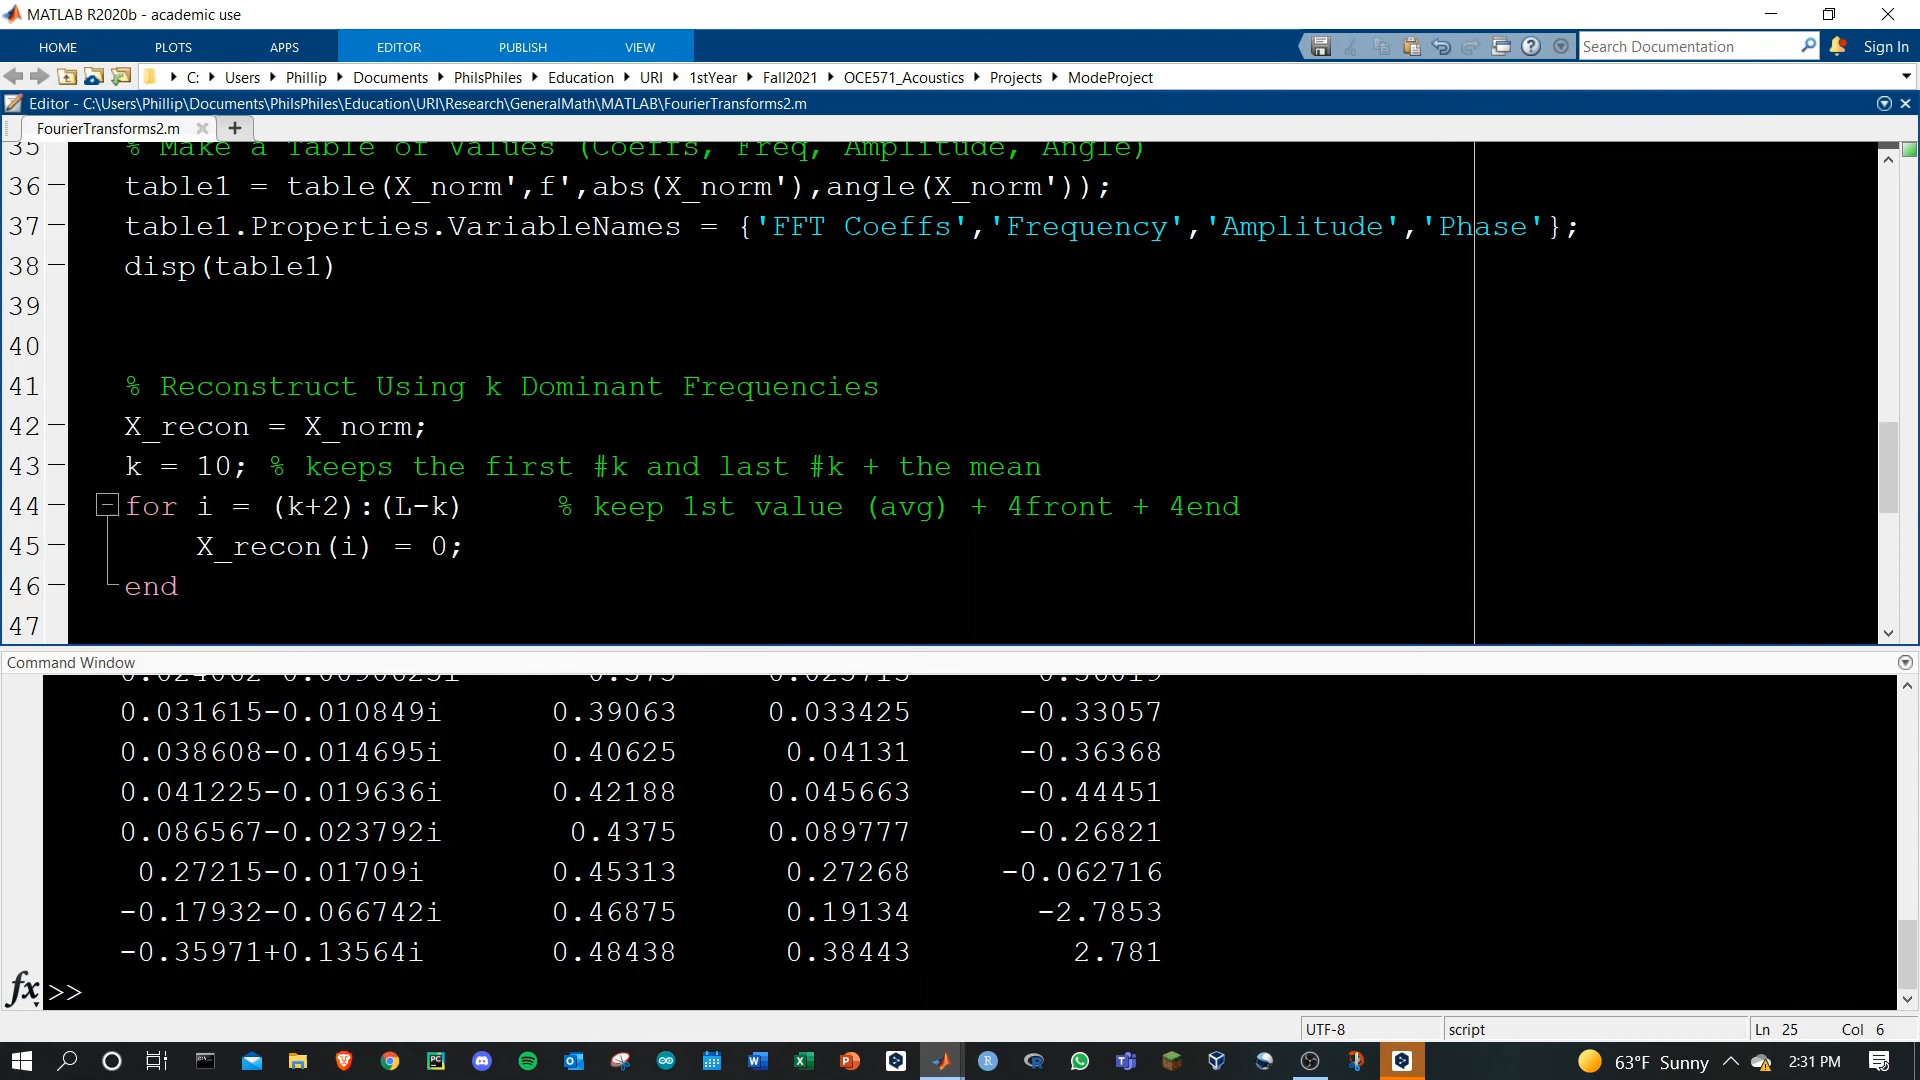 MATLAB R2020b - academic use
HOME PLOTS APPS EDITOR PUBLISH VIEW
Search Documentation
Sign In
C: Users Phillip Documents PhilsPhiles Education URI 1stYear Fall2021 OCE571_Acoustics Projects ModeProject
Editor - C:\Users\Phillip\Documents\PhilsPhiles\Education\URI\Research\GeneralMath\MATLAB\FourierTransforms2.m
FourierTransforms2.m
35 % Make a Table of Values (Coeffs, Freq, Amplitude, Angle)
36 table1 = table(X_norm',f',abs(X_norm'),angle(X_norm'));
37 table1.Properties.VariableNames = {'FFT Coeffs','Frequency','Amplitude','Phase'};
38 disp(table1)
39
40
41 % Reconstruct Using k Dominant Frequencies
42 X_recon = X_norm;
43 k = 10; % keeps the first #k and last #k + the mean
44 for i = (k+2):(L-k) % keep 1st value (avg) + 4front + 4end
45 X_recon(i) = 0;
46 end
47
Command Window
0.031615-0.010849i 0.39063 0.033425 -0.33057
0.038608-0.014695i 0.40625 0.04131 -0.36368
0.041225-0.019636i 0.42188 0.045663 -0.44451
0.086567-0.023792i 0.4375 0.089777 -0.26821
0.27215-0.01709i 0.45313 0.27268 -0.062716
-0.17932-0.066742i 0.46875 0.19134 -2.7853
-0.35971+0.13564i 0.48438 0.38443 2.781
fx >>
UTF-8 script Ln 25 Col 6
63°F Sunny 2:31 PM